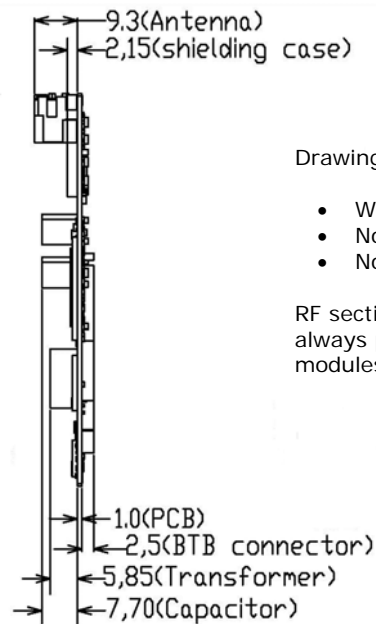 9.3(Antenna)
2,15(shielding case)
Drawing
• W
• No
• No
RF secti
always
modules
1.0(PCB)
2,5(BTB connector)
5,85(Transformer)
7,70(Capacitor)